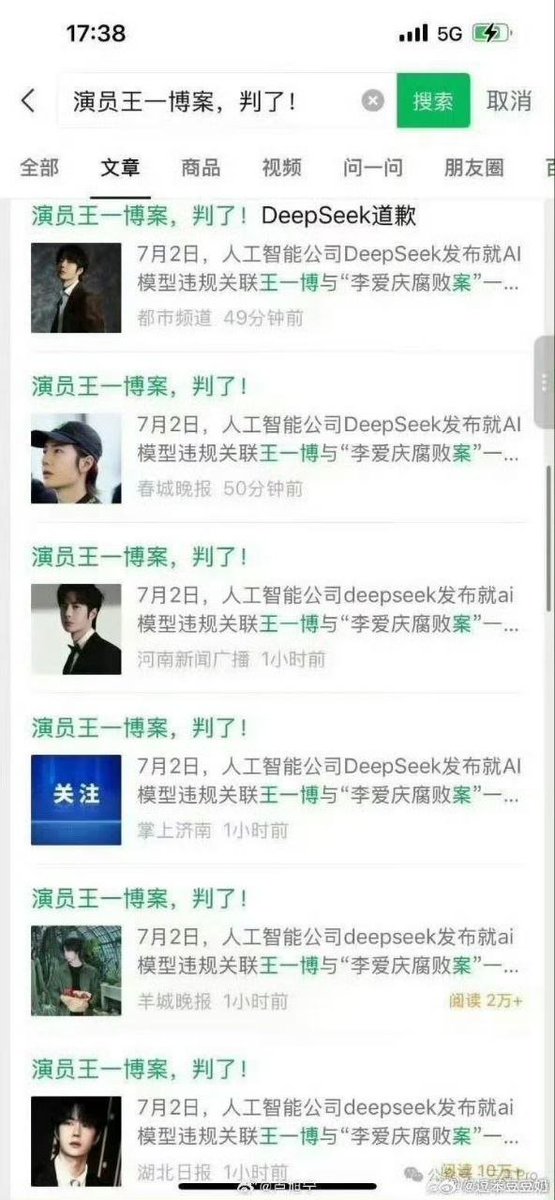 17:38
5G
演员王一博案，判了！
搜索
取消
全部 文章 商品 视频 问一问 朋友圈
演员王一博案，判了！DeepSeek道歉
7月2日，人工智能公司DeepSeek发布就AI
模型违规关联王一博与“李爱庆腐败案”一...
都市频道 49分钟前
演员王一博案，判了！
7月2日，人工智能公司DeepSeek发布就AI
模型违规关联王一博与“李爱庆腐败案”一...
春城晚报 50分钟前
演员王一博案，判了！
7月2日，人工智能公司deepseek发布就ai
模型违规关联王一博与“李爱庆腐败案”一...
河南新闻广播 1小时前
演员王一博案，判了！
关注
7月2日，人工智能公司DeepSeek发布就AI
模型违规关联王一博与“李爱庆腐败案”一...
掌上济南 1小时前
演员王一博案，判了！
7月2日，人工智能公司deepseek发布就ai
模型违规关联王一博与“李爱庆腐败案”一...
羊城晚报 1小时前
阅读 2万+
演员王一博案，判了！
7月2日，人工智能公司deepseek发布就ai
模型违规关联王一博与“李爱庆腐败案”一...
湖北日报 1小时前
阅读 10万+